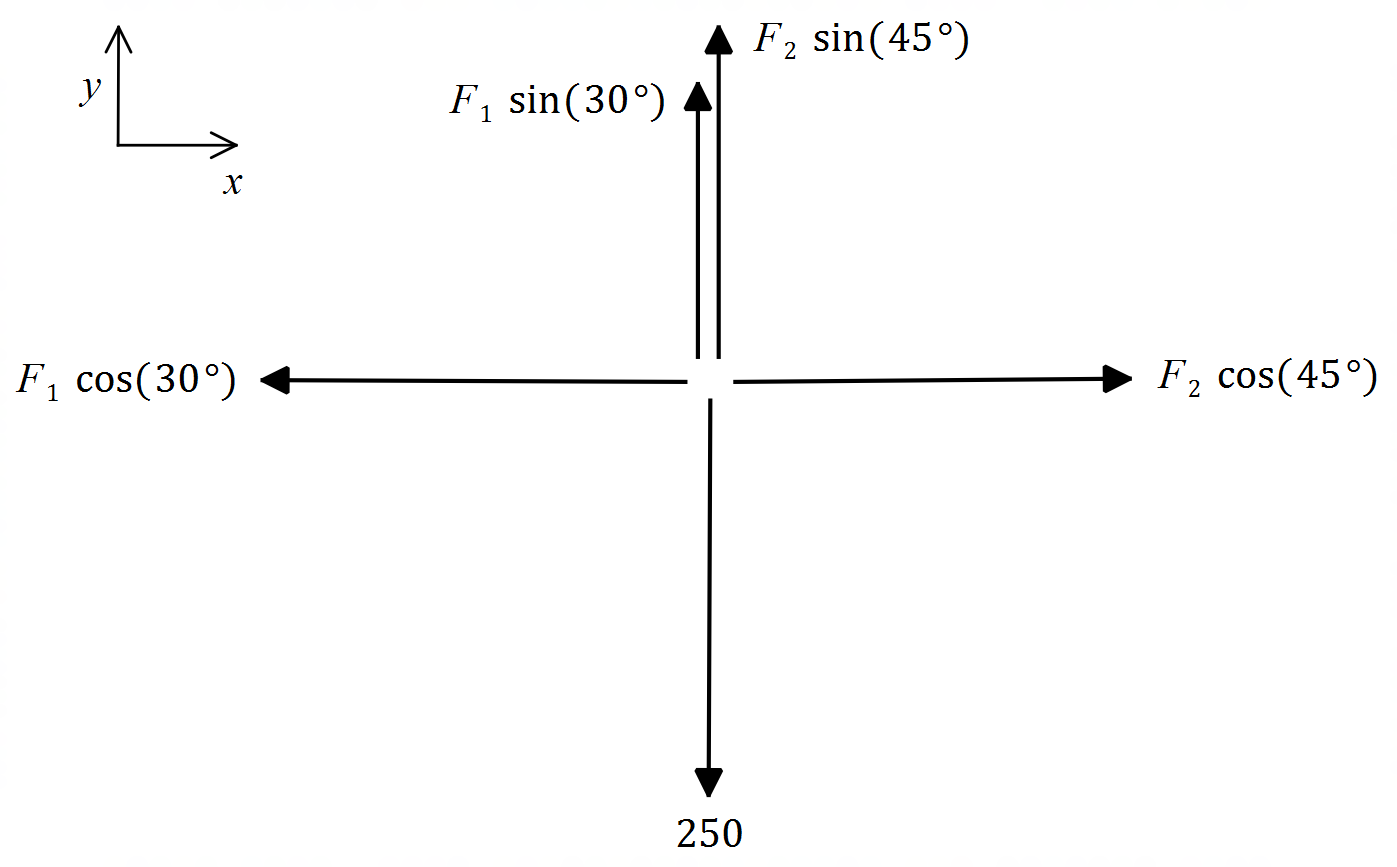 F₂ sin(45°)
F₁ sin(30°)
y
x
F₁ cos(30°)
F₂ cos(45°)
250